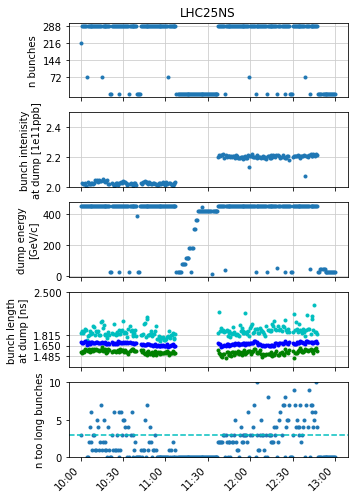 LHC25NS
288
216
144
72
n bunches
2.4
2.2
2.0
bunch intenisity
at dump [1e11ppb]
400
200
0
dump energy
[GeV/c]
2.500
1.815
1.650
1.485
bunch length
at dump [ns]
10
5
0
n too long bunches
10:00
10:30
11:00
11:30
12:00
12:30
13:00